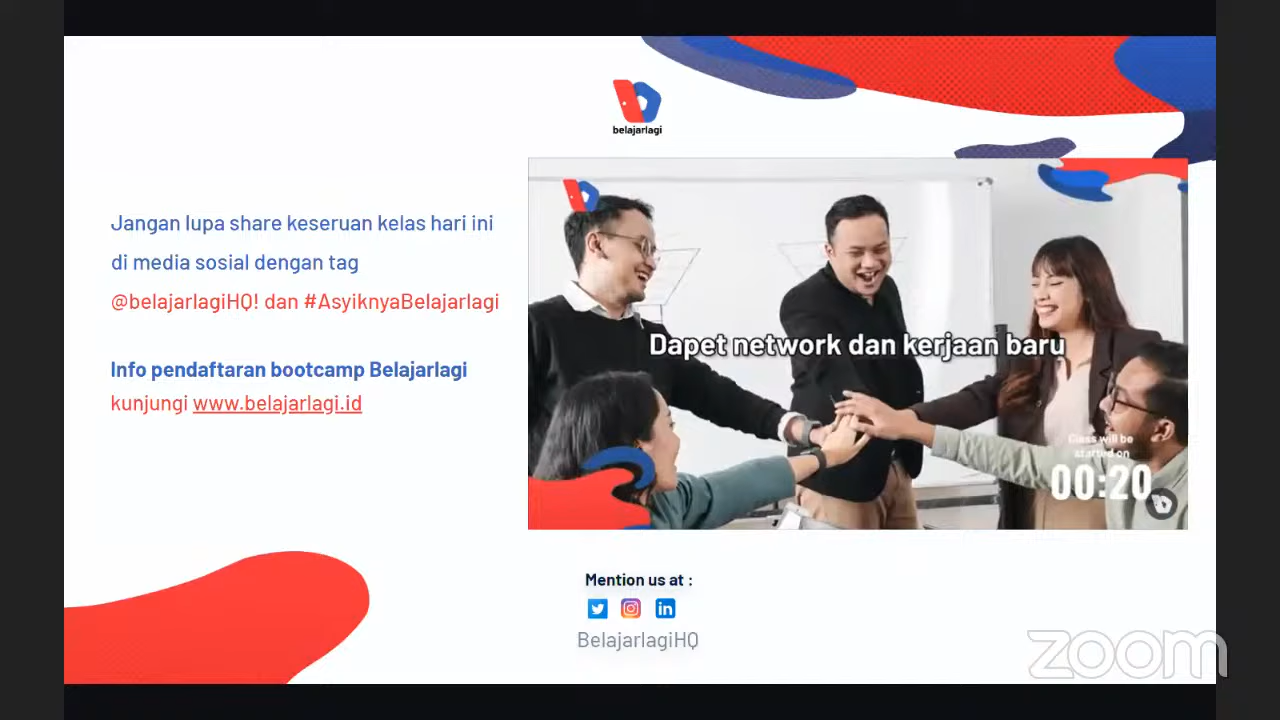 belajarlagi
Jangan lupa share keseruan kelas hari ini
di media sosial dengan tag
@belajarlagiHQ! dan #AsyiknyaBelajarlagi
Info pendaftaran bootcamp Belajarlagi
kunjungi www.belajarlagi.id
Dapet network dan kerjaan baru
Class will be
started on
00:20
Mention us at :
BelajarlagiHQ
zoom